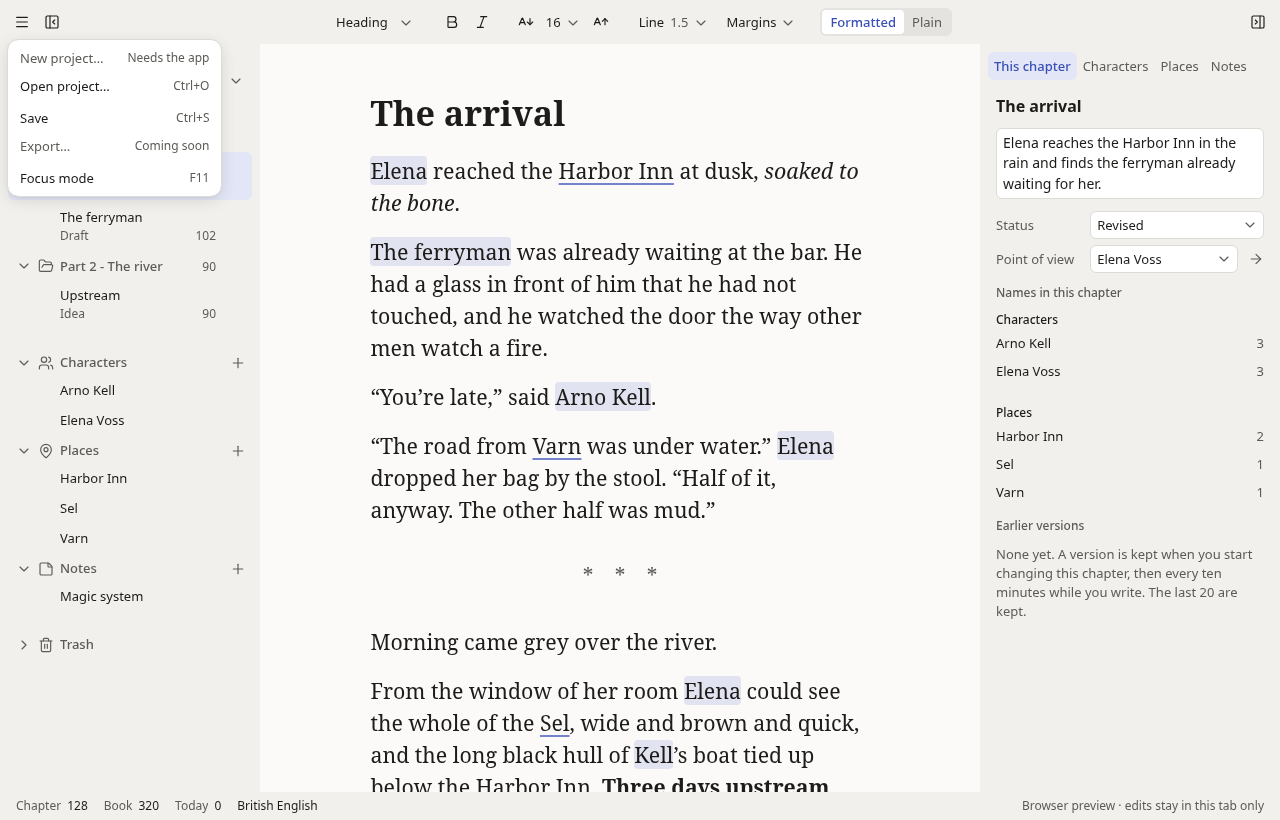 Heading
16
Line 1.5
Margins
Formatted
Plain
New project... Needs the app
Open project... Ctrl+O
Save Ctrl+S
Export... Coming soon
Focus mode F11
The ferryman
Draft 102
Part 2 - The river 90
Upstream
Idea 90
Characters
Arno Kell
Elena Voss
Places
Harbor Inn
Sel
Varn
Notes
Magic system
Trash
The arrival
Elena reached the Harbor Inn at dusk, soaked to
the bone.
The ferryman was already waiting at the bar. He
had a glass in front of him that he had not
touched, and he watched the door the way other
men watch a fire.
“You’re late,” said Arno Kell.
“The road from Varn was under water.” Elena
dropped her bag by the stool. “Half of it,
anyway. The other half was mud.”
* * *
Morning came grey over the river.
From the window of her room Elena could see
the whole of the Sel, wide and brown and quick,
and the long black hull of Kell’s boat tied up
below the Harbor Inn. Three days upstream
This chapter
Characters
Places
Notes
The arrival
Elena reaches the Harbor Inn in the
rain and finds the ferryman already
waiting for her.
Status Revised
Point of view Elena Voss
Names in this chapter
Characters
Arno Kell 3
Elena Voss 3
Places
Harbor Inn 2
Sel 1
Varn 1
Earlier versions
None yet. A version is kept when you start
changing this chapter, then every ten
minutes while you write. The last 20 are
kept.
Chapter 128 Book 320 Today 0 British English
Browser preview · edits stay in this tab only